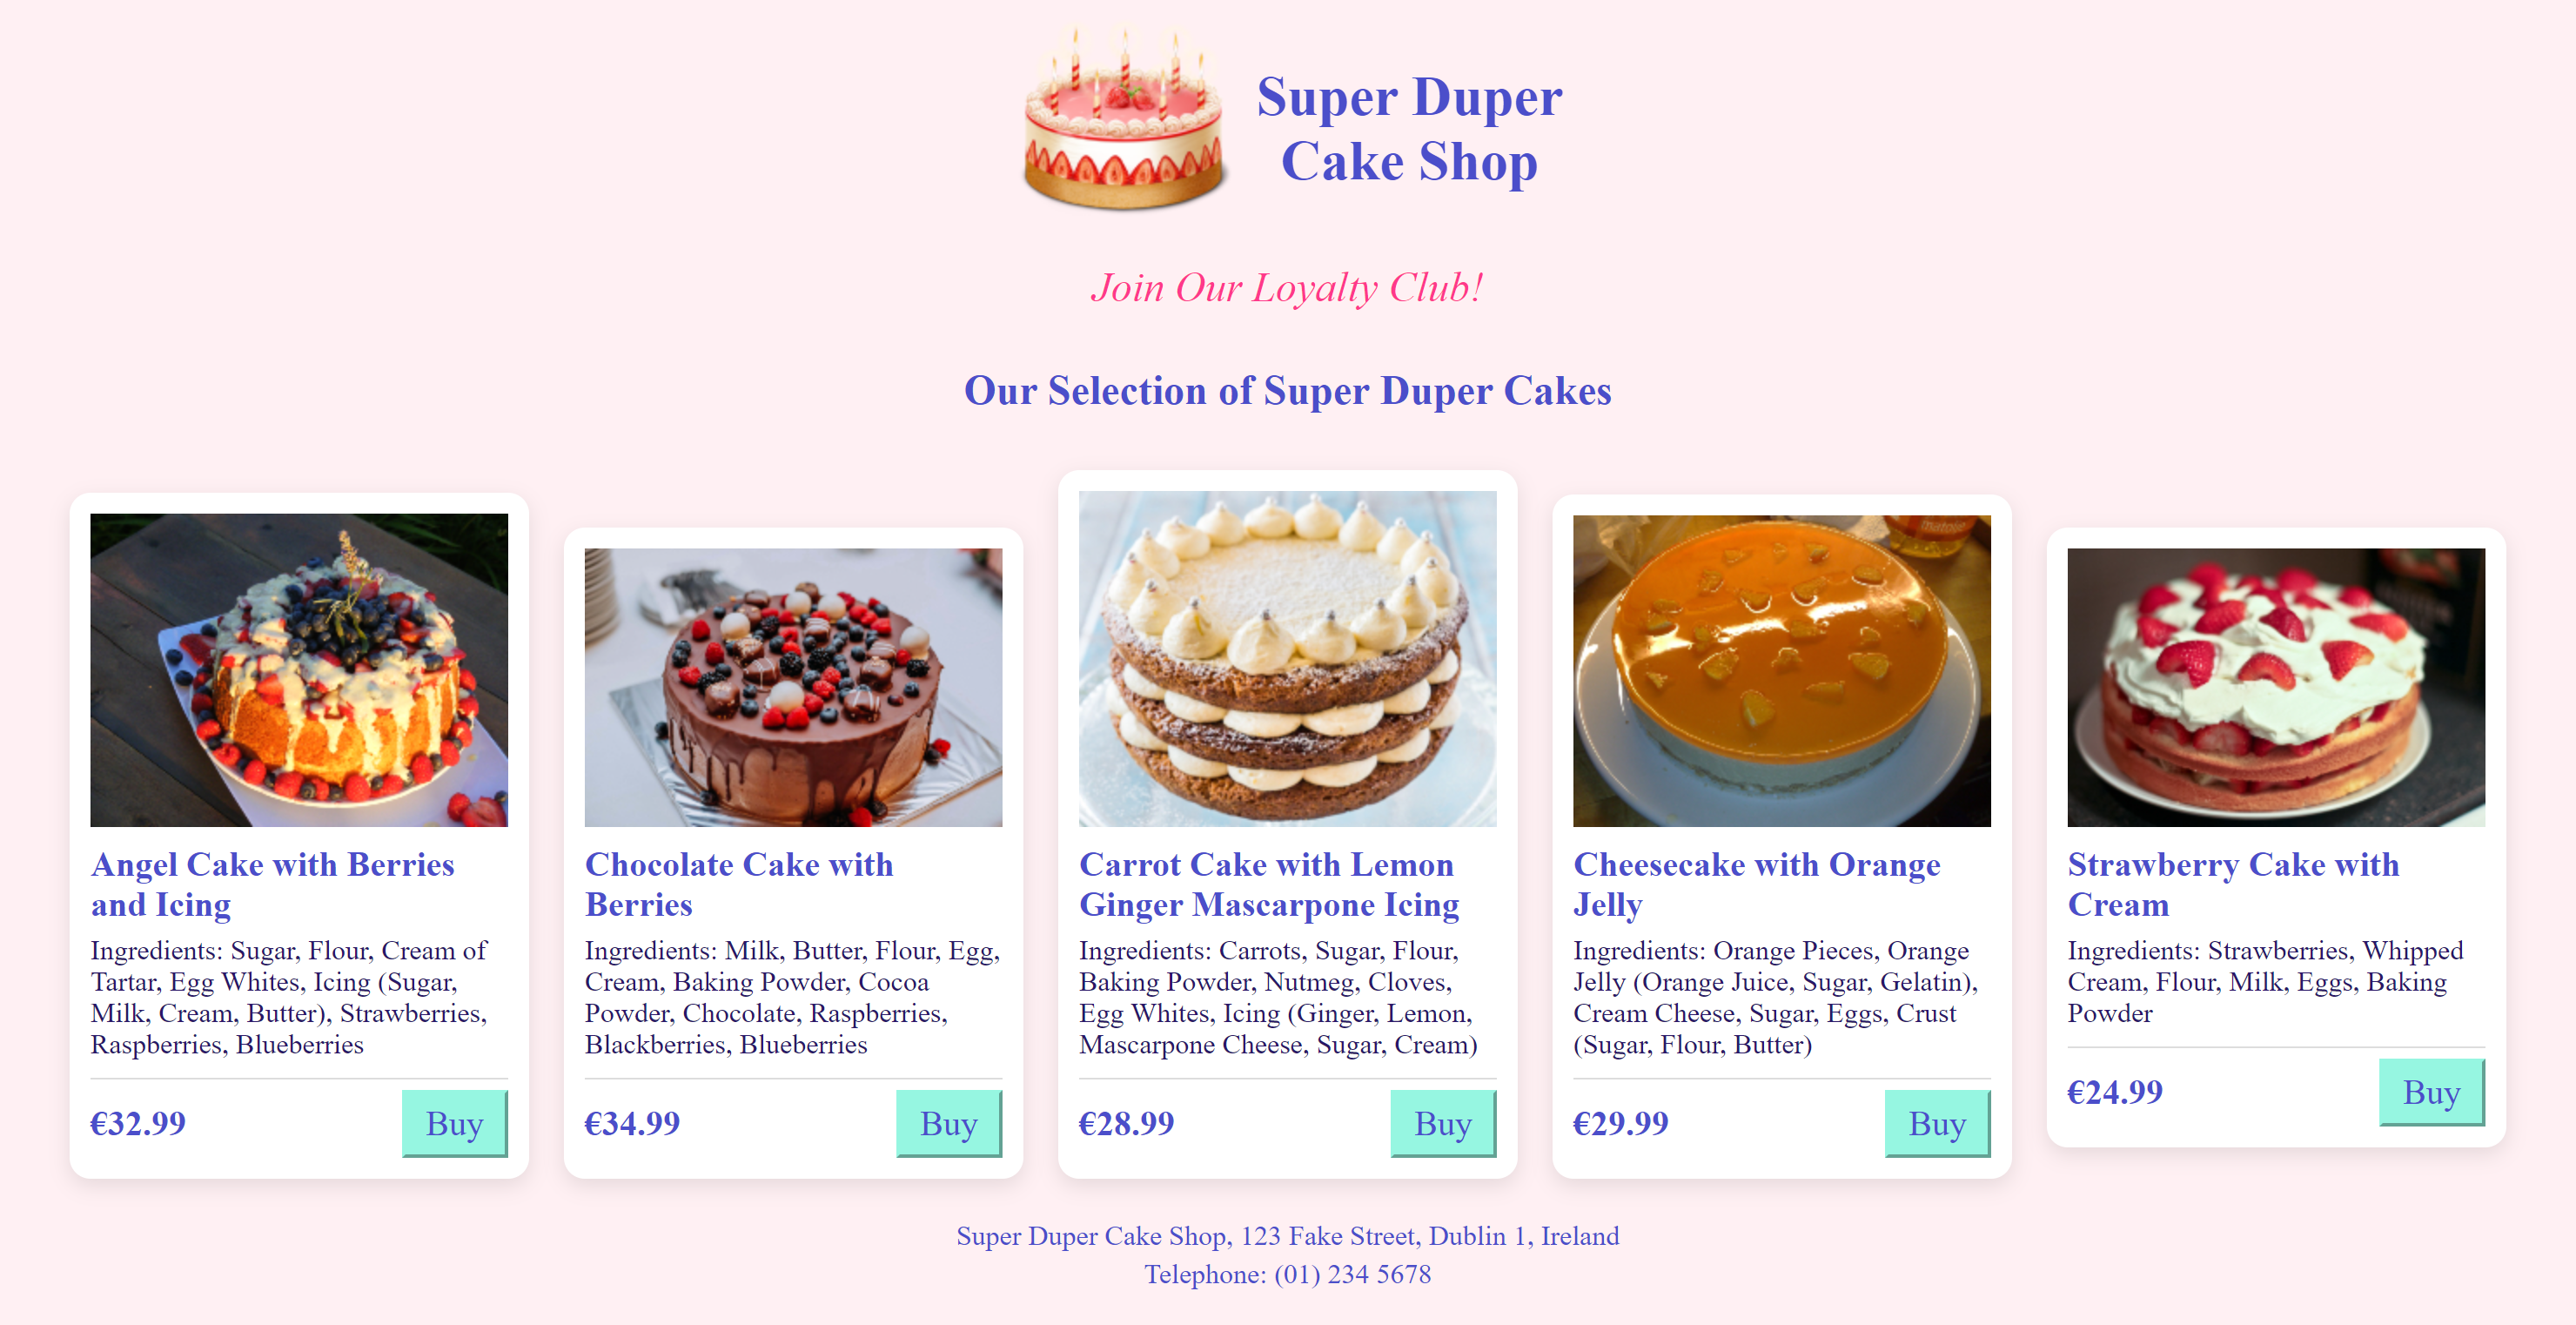 Super Duper
Cake Shop
Join Our Loyalty Club!
Our Selection of Super Duper Cakes
Angel Cake with Berries
and Icing
Ingredients: Sugar, Flour, Cream of
Tartar, Egg Whites, Icing (Sugar,
Milk, Cream, Butter), Strawberries,
Raspberries, Blueberries
€32.99
Buy
Chocolate Cake with
Berries
Ingredients: Milk, Butter, Flour, Egg,
Cream, Baking Powder, Cocoa
Powder, Chocolate, Raspberries,
Blackberries, Blueberries
€34.99
Buy
Carrot Cake with Lemon
Ginger Mascarpone Icing
Ingredients: Carrots, Sugar, Flour,
Baking Powder, Nutmeg, Cloves,
Egg Whites, Icing (Ginger, Lemon,
Mascarpone Cheese, Sugar, Cream)
€28.99
Buy
Cheesecake with Orange
Jelly
Ingredients: Orange Pieces, Orange
Jelly (Orange Juice, Sugar, Gelatin),
Cream Cheese, Sugar, Eggs, Crust
(Sugar, Flour, Butter)
€29.99
Buy
Strawberry Cake with
Cream
Ingredients: Strawberries, Whipped
Cream, Flour, Milk, Eggs, Baking
Powder
€24.99
Buy
Super Duper Cake Shop, 123 Fake Street, Dublin 1, Ireland
Telephone: (01) 234 5678